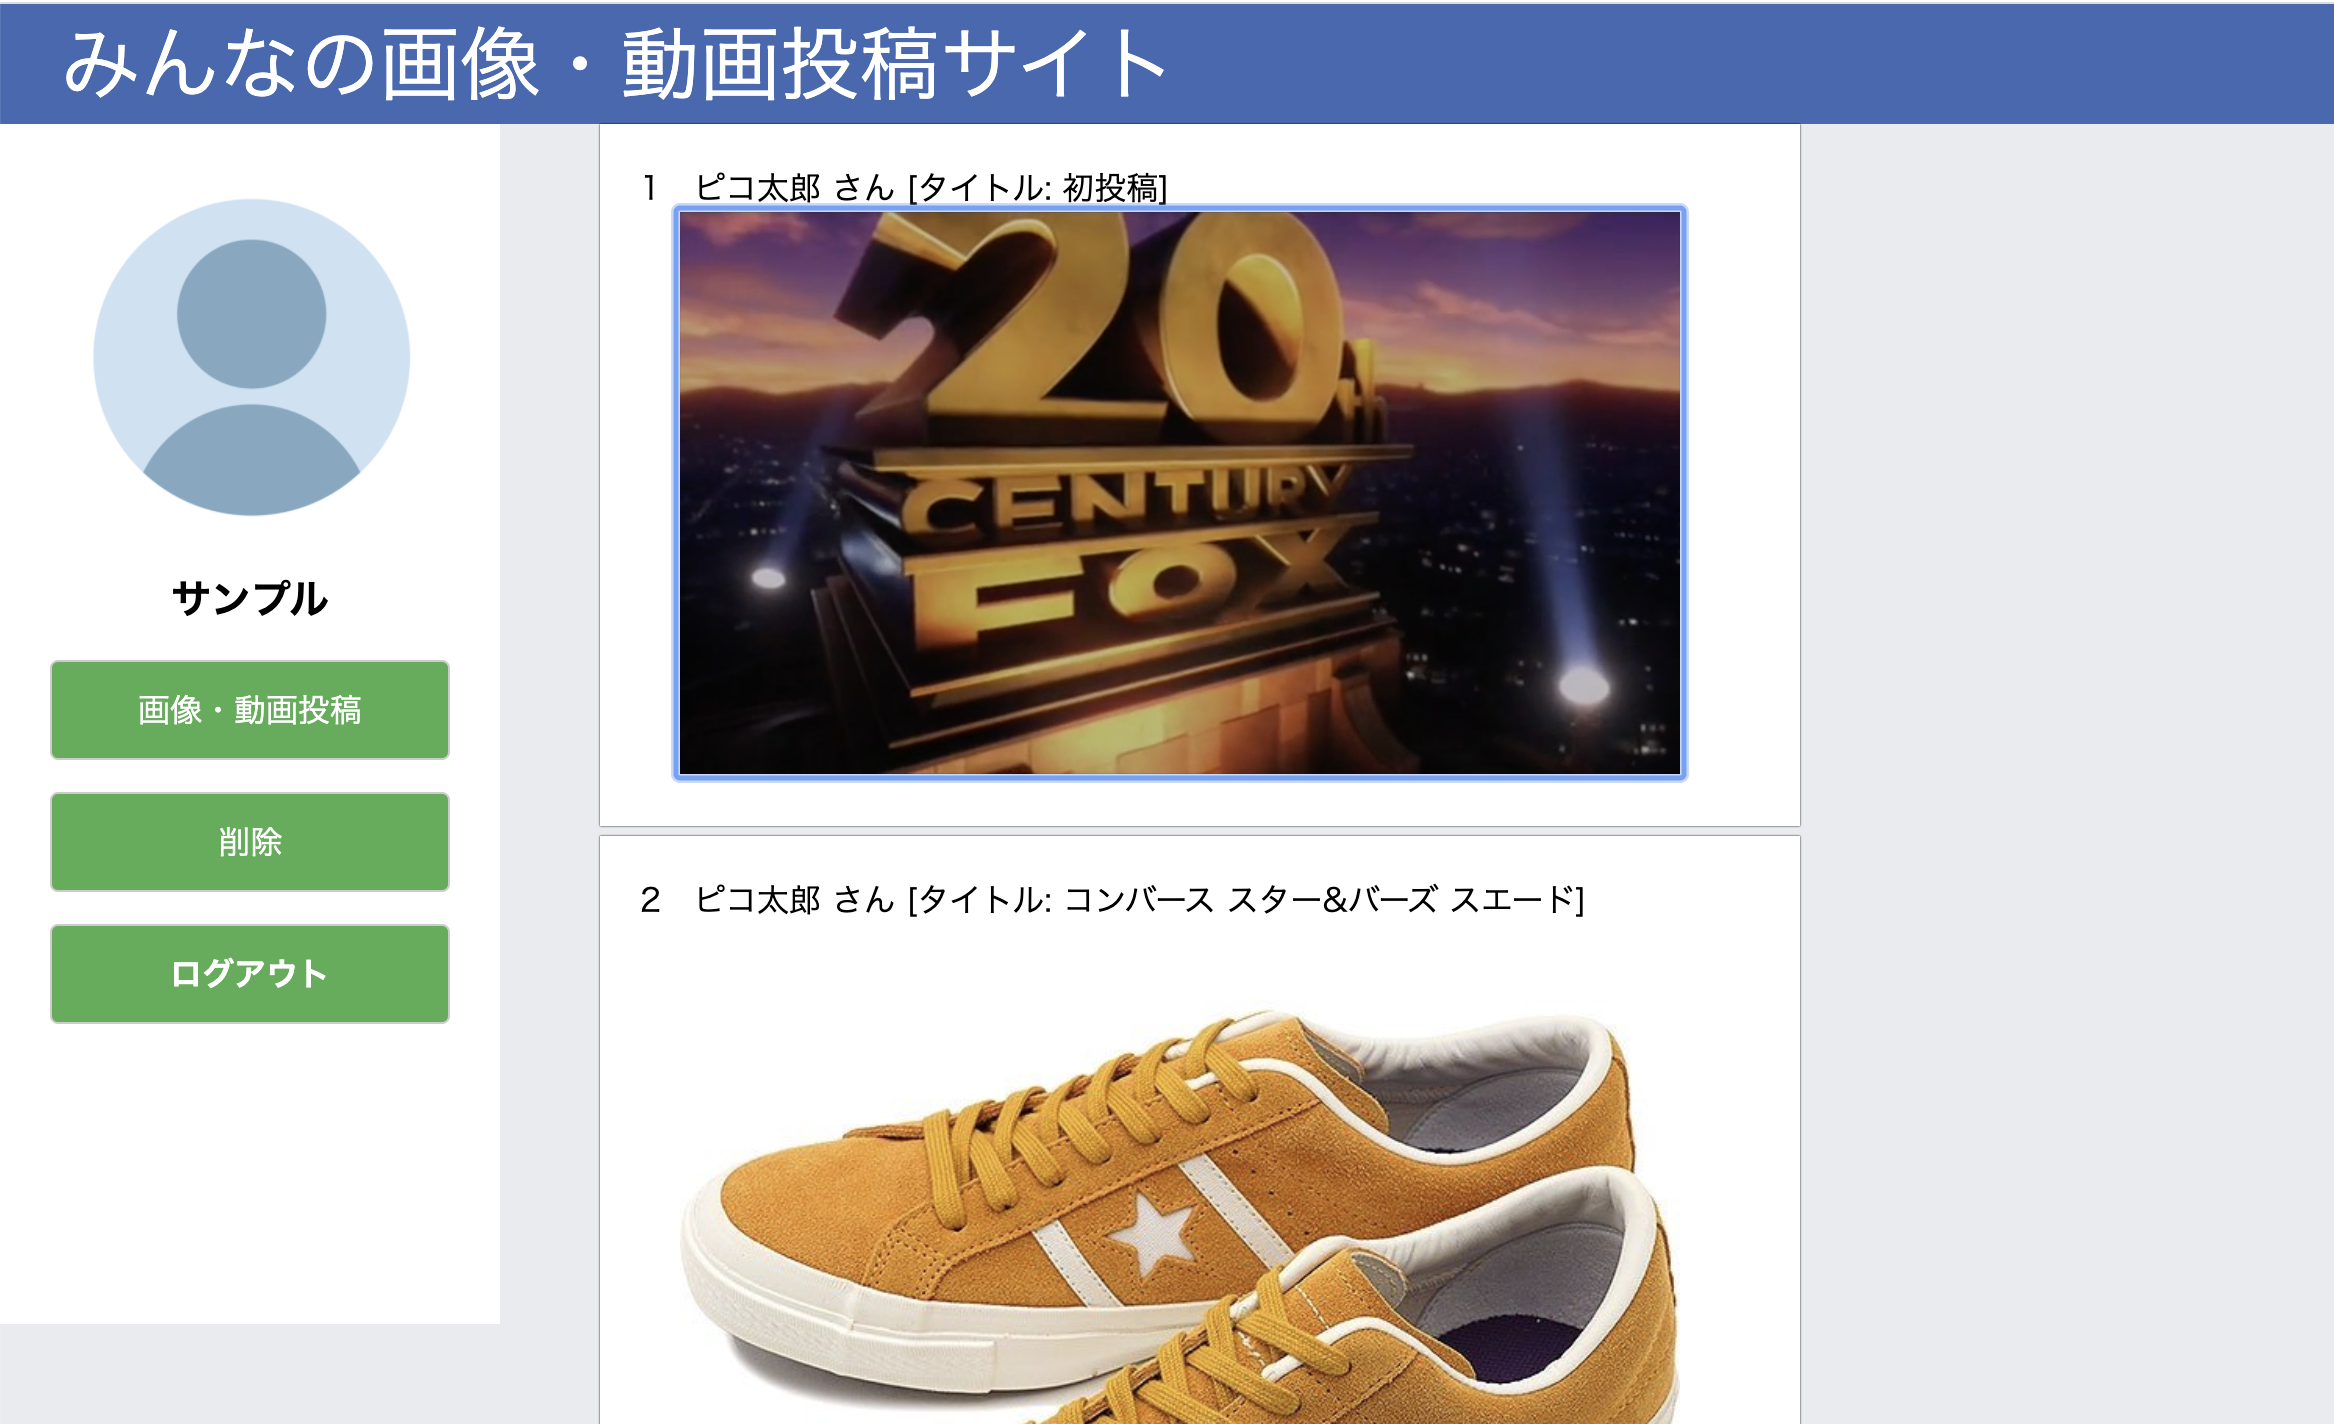 みんなの画像・動画投稿サイト
サンプル
画像・動画投稿
削除
ログアウト
1 ピコ太郎 さん [タイトル: 初投稿]
20th
CENTURY
FOX
2 ピコ太郎 さん [タイトル: コンバース スター&バーズ スエード]